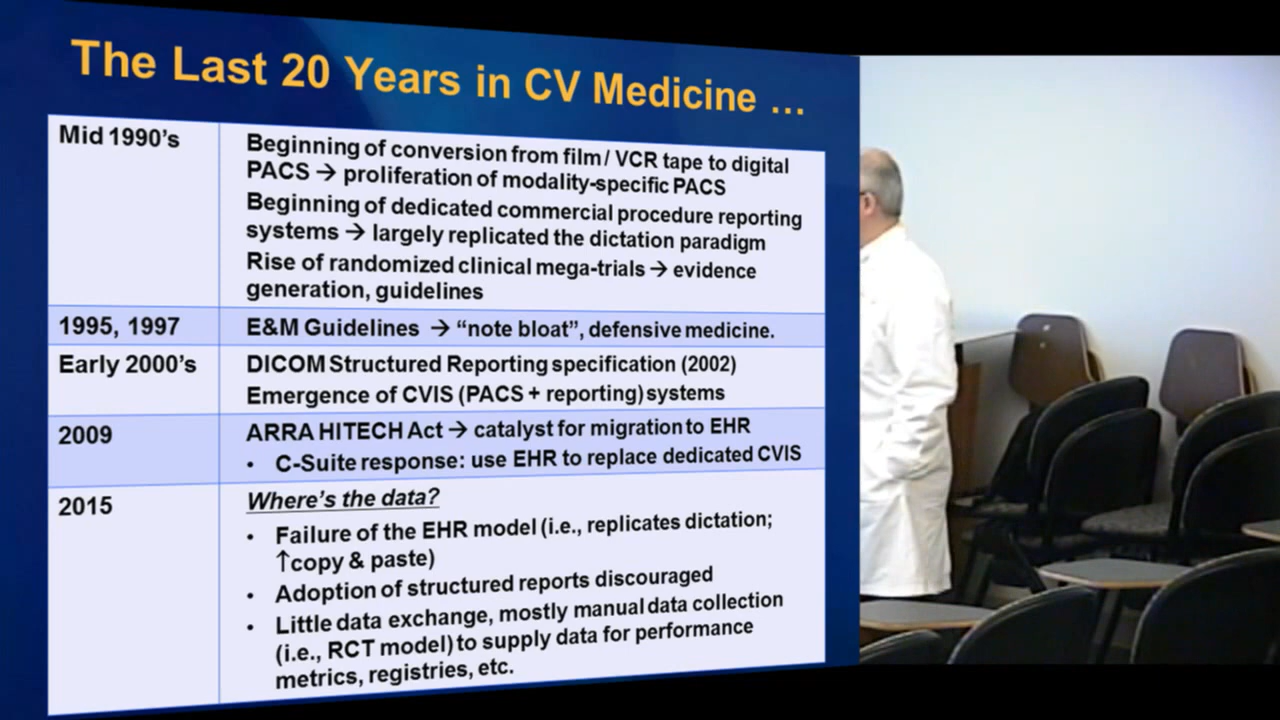 The Last 20 Years in CV Medicine ...
Mid 1990's
Beginning of conversion from film / VCR tape to digital
PACS → proliferation of modality-specific PACS
Beginning of dedicated commercial procedure reporting
systems → largely replicated the dictation paradigm
Rise of randomized clinical mega-trials → evidence
generation, guidelines
1995, 1997
E&M Guidelines → “note bloat”, defensive medicine.
Early 2000's
DICOM Structured Reporting specification (2002)
Emergence of CVIS (PACS + reporting) systems
2009
ARRA HITECH Act → catalyst for migration to EHR
• C-Suite response: use EHR to replace dedicated CVIS
2015
Where's the data?
• Failure of the EHR model (i.e., replicates dictation;
↑copy & paste)
• Adoption of structured reports discouraged
• Little data exchange, mostly manual data collection
(i.e., RCT model) to supply data for performance
metrics, registries, etc.